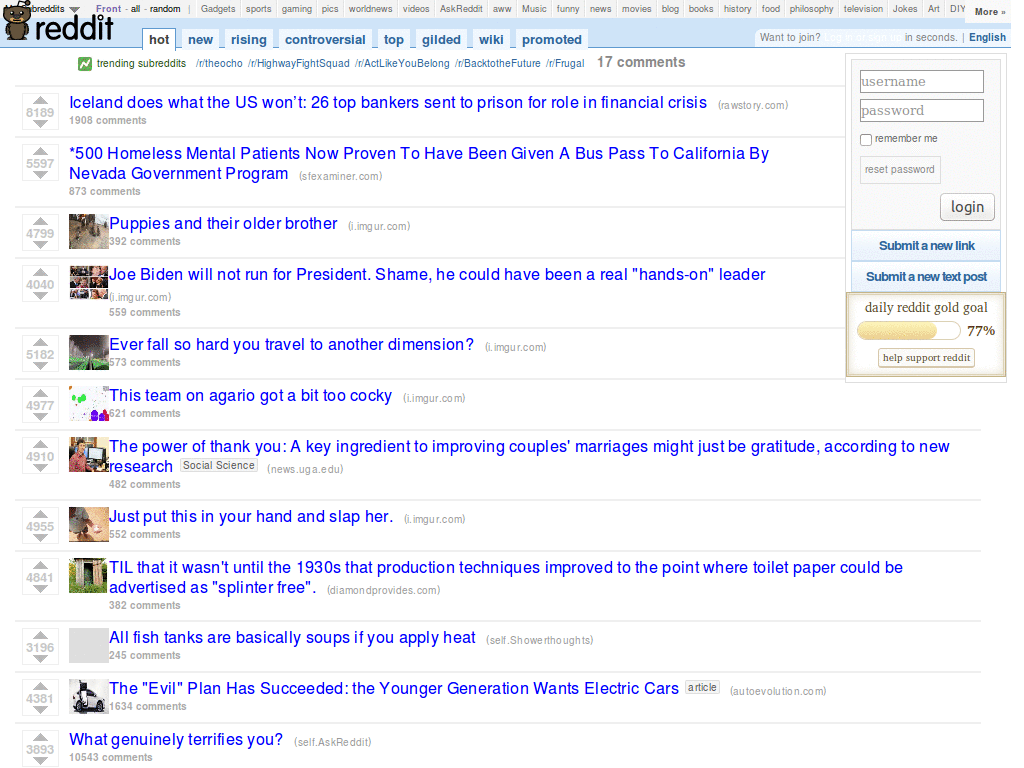 breddits Front - all - random | Gadgets sports gaming pics worldnews videos AskReddit aww Music funny news movies blog books history food philosophy television Jokes Art DIY More »
reddit hot new rising controversial top gilded wiki promoted
Want to join? Log in or sign up in seconds. | English
trending subreddits /r/theocho /r/HighwayFightSquad /r/ActLikeYouBelong /r/BacktotheFuture /r/Frugal 17 comments
username
password
remember me
reset password
login
Submit a new link
Submit a new text post
daily reddit gold goal
77%
help support reddit
8189 Iceland does what the US won't: 26 top bankers sent to prison for role in financial crisis (rawstory.com)
1908 comments
5597 *500 Homeless Mental Patients Now Proven To Have Been Given A Bus Pass To California By
Nevada Government Program (sfexaminer.com)
873 comments
4799 Puppies and their older brother (i.imgur.com)
392 comments
4040 Joe Biden will not run for President. Shame, he could have been a real "hands-on" leader
(i.imgur.com)
559 comments
5182 Ever fall so hard you travel to another dimension? (i.imgur.com)
573 comments
4977 This team on agario got a bit too cocky (i.imgur.com)
621 comments
4910 The power of thank you: A key ingredient to improving couples' marriages might just be gratitude, according to new
research Social Science (news.uga.edu)
482 comments
4955 Just put this in your hand and slap her. (i.imgur.com)
552 comments
4841 TIL that it wasn't until the 1930s that production techniques improved to the point where toilet paper could be
advertised as "splinter free". (diamondprovides.com)
382 comments
3196 All fish tanks are basically soups if you apply heat (self.Showerthoughts)
245 comments
4381 The "Evil" Plan Has Succeeded: the Younger Generation Wants Electric Cars article (autoevolution.com)
1634 comments
3893 What genuinely terrifies you? (self.AskReddit)
10543 comments